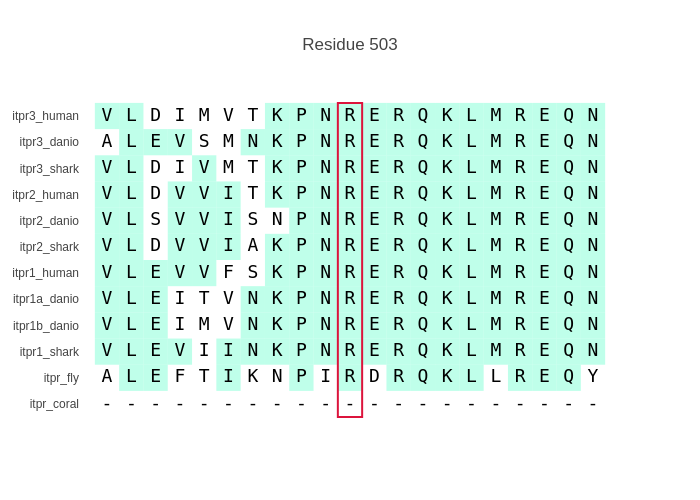 Residue 503
itpr3_human V L D I M V T K P N R E R Q K L M R E Q N
itpr3_danio A L E V S M N K P N R E R Q K L M R E Q N
itpr3_shark V L D I V M T K P N R E R Q K L M R E Q N
itpr2_human V L D V V I T K P N R E R Q K L M R E Q N
itpr2_danio V L S V V I S N P N R E R Q K L M R E Q N
itpr2_shark V L D V V I A K P N R E R Q K L M R E Q N
itpr1_human V L E V V F S K P N R E R Q K L M R E Q N
itpr1a_danio V L E I T V N K P N R E R Q K L M R E Q N
itpr1b_danio V L E I M V N K P N R E R Q K L M R E Q N
itpr1_shark V L E V I I N K P N R E R Q K L M R E Q N
itpr_fly A L E F T I K N P I R D R Q K L L R E Q Y
itpr_coral - - - - - - - - - - - - - - - - - - - - -